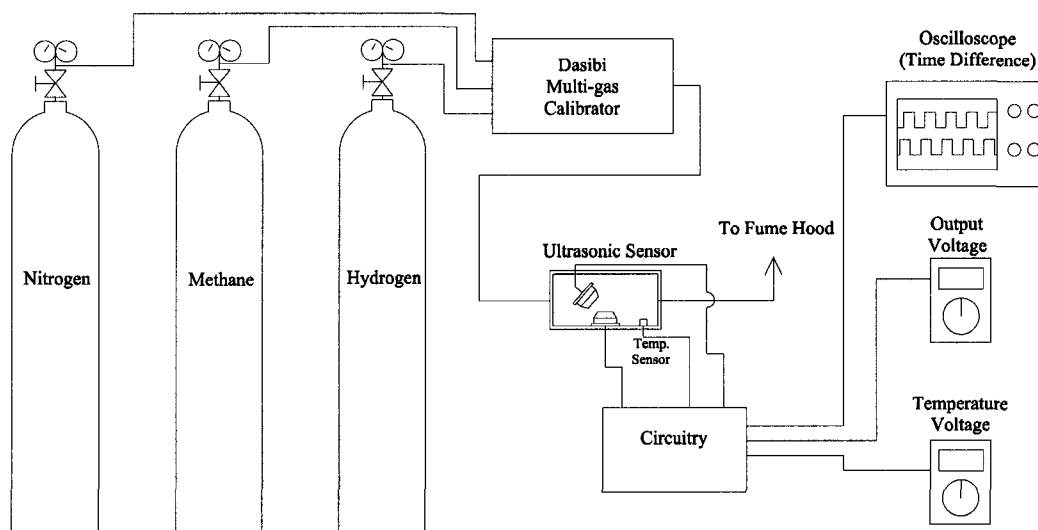 Oscilloscope
(Time Difference)
Dasibi
Multi-gas
Calibrator
Nitrogen
Methane
Hydrogen
Ultrasonic Sensor
To Fume Hood
Output
Voltage
Temp.
Sensor
Circuitry
Temperature
Voltage